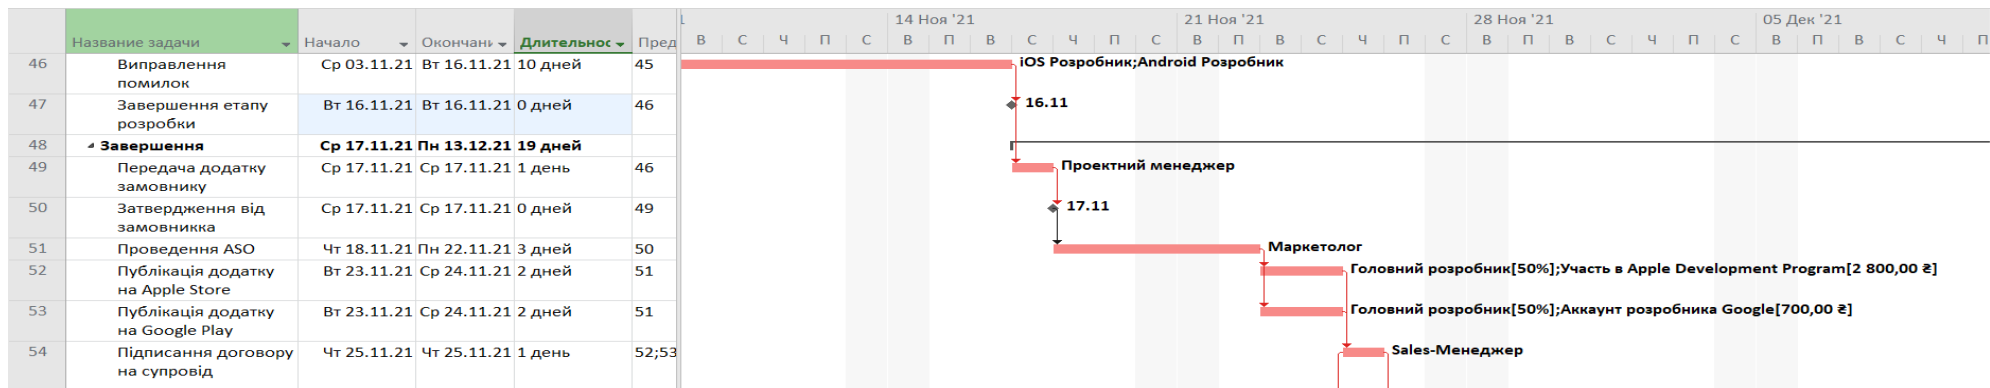 14 Ноя '21 21 Ноя '21 28 Ноя '21 05 Дек '21
Название задачи Начало Окончани Длительнос Пред В С Ч П С В П В С Ч П С В П В С Ч П С В П В С Ч П С В П В С Ч П
46 Виправлення помилок Ср 03.11.21 Вт 16.11.21 10 дней 45 iOS Розробник;Android Розробник
47 Завершення етапу розробки Вт 16.11.21 Вт 16.11.21 0 дней 46 16.11
48 Завершення Ср 17.11.21 Пн 13.12.21 19 дней
49 Передача додатку замовнику Ср 17.11.21 Ср 17.11.21 1 день 46 Проектний менеджер
50 Затвердження від замовникка Ср 17.11.21 Ср 17.11.21 0 дней 49 17.11
51 Проведення ASO Чт 18.11.21 Пн 22.11.21 3 дней 50 Маркетолог
52 Публікація додатку на Apple Store Вт 23.11.21 Ср 24.11.21 2 дней 51 Головний розробник[50%];Участь в Apple Development Program[2 800,00 ₴]
53 Публікація додатку на Google Play Вт 23.11.21 Ср 24.11.21 2 дней 51 Головний розробник[50%];Аккаунт розробника Google[700,00 ₴]
54 Підписання договору на супровід Чт 25.11.21 Чт 25.11.21 1 день 52;53 Sales-Менеджер